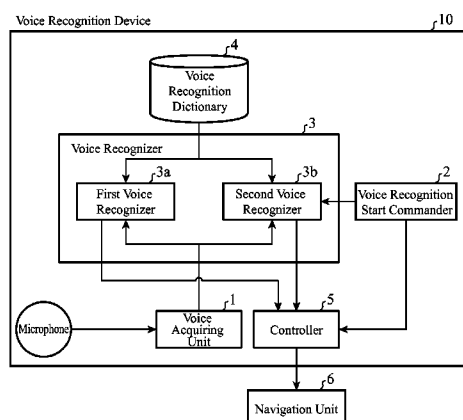 Voice Recognition Device
10
4
Voice
Recognition
Dictionary
3
Voice Recognizer
3a
3b
2
First Voice
Recognizer
Second Voice
Recognizer
Voice Recognition
Start Commander
1
5
Microphone
Voice
Acquiring
Unit
Controller
6
Navigation Unit